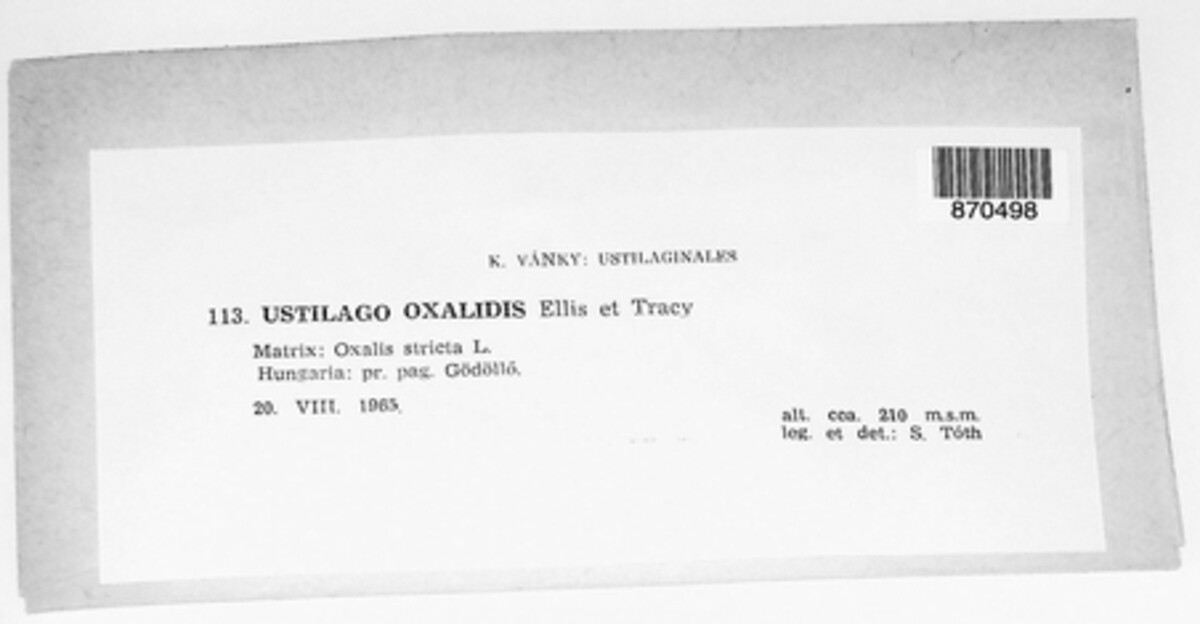 870498
K. VÁNKY: USTILAGINALES
113. USTILAGO OXALIDIS Ellis et Tracy
Matrix: Oxalis stricta L.
Hungaria: pr. pag. Gödöllő.
20. VIII. 1965.
alt. cca. 210 m.s.m.
leg. et det.: S. Tóth